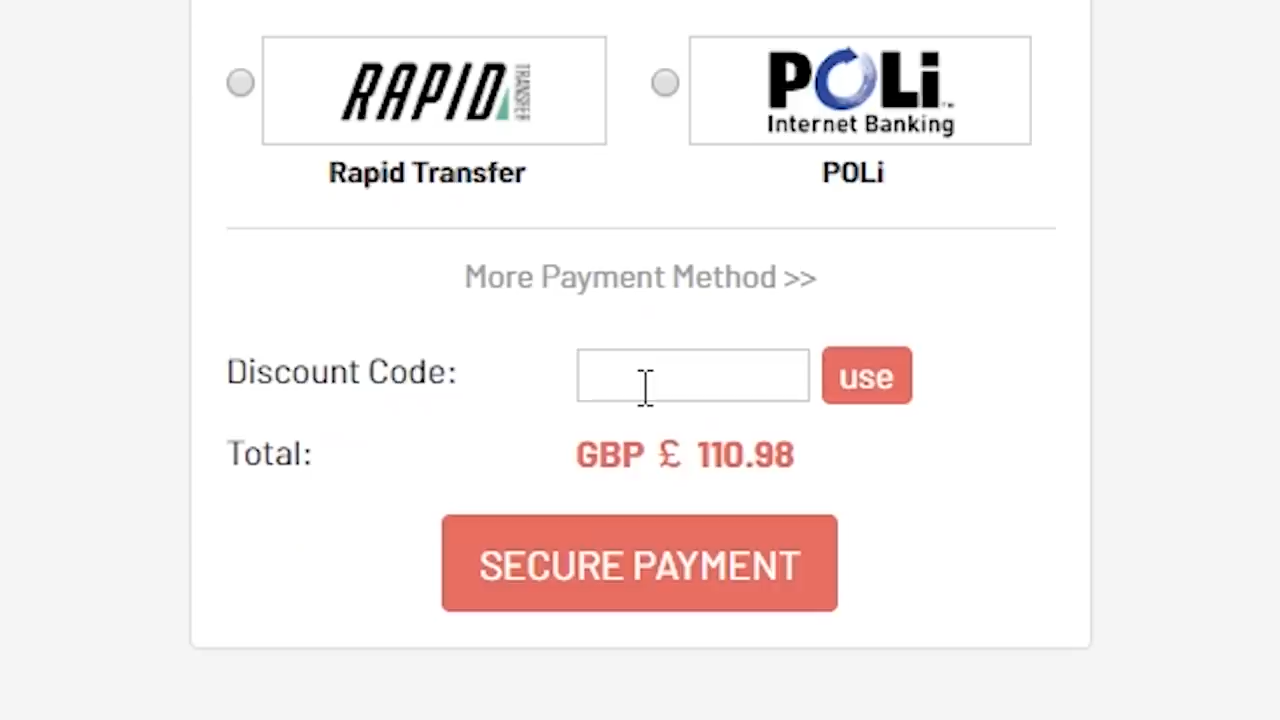 RAPID TRANSFER
POLi™
Internet Banking
Rapid Transfer
POLi
More Payment Method >>
Discount Code:
use
Total:
GBP £ 110.98
SECURE PAYMENT